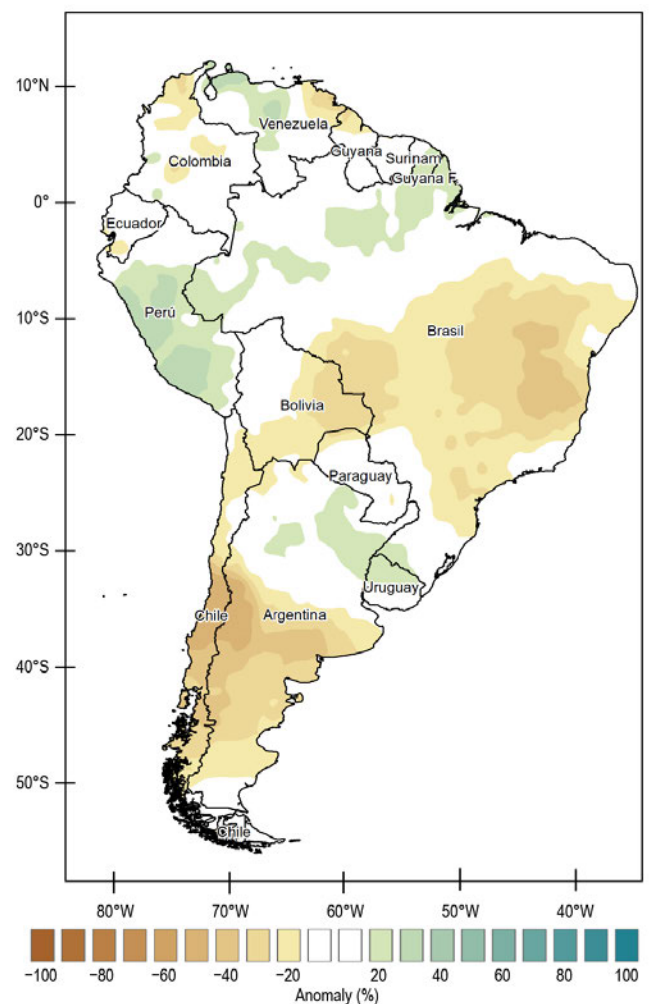 10°N
Venezuela
Guyana
Surinam
Colombia
Guyana F.
0°
Ecuador
Perú
10°S
Brasil
Bolivia
20°S
Paraguay
30°S
Uruguay
Chile
Argentina
40°S
50°S
Chile
80°W 70°W 60°W 50°W 40°W
−100 −80 −60 −40 −20 20 40 60 80 100
Anomaly (%)